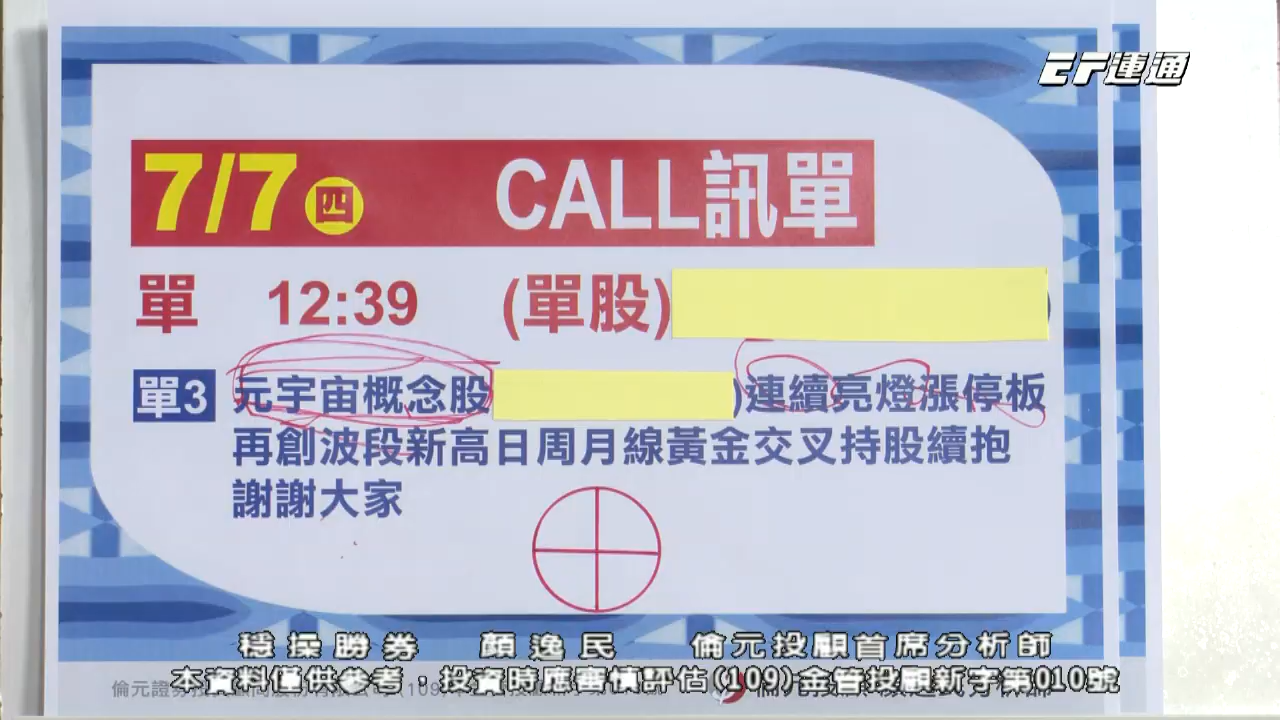 EF運通
7/7四 CALL訊單
單 12:39 (單股)
單3 元宇宙概念股 )連續亮燈漲停板
再創波段新高日周月線黃金交叉持股續抱
謝謝大家
穩操勝券 顏逸民 倫元投顧首席分析師
本資料僅供參考，投資時應審慎評估(109)金管投顧新字第010號